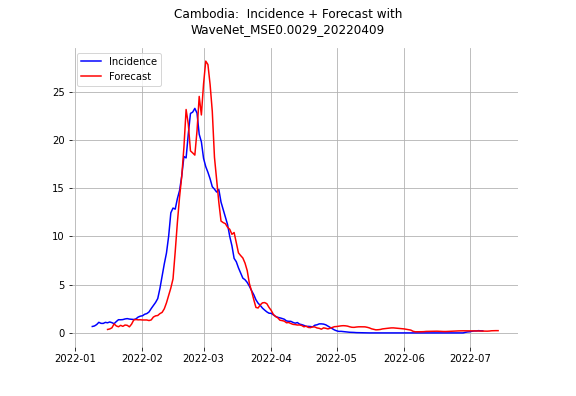 Cambodia:  Incidence + Forecast with
WaveNet_MSE0.0029_20220409
Incidence
Forecast
25
20
15
10
5
0
2022-01 2022-02 2022-03 2022-04 2022-05 2022-06 2022-07